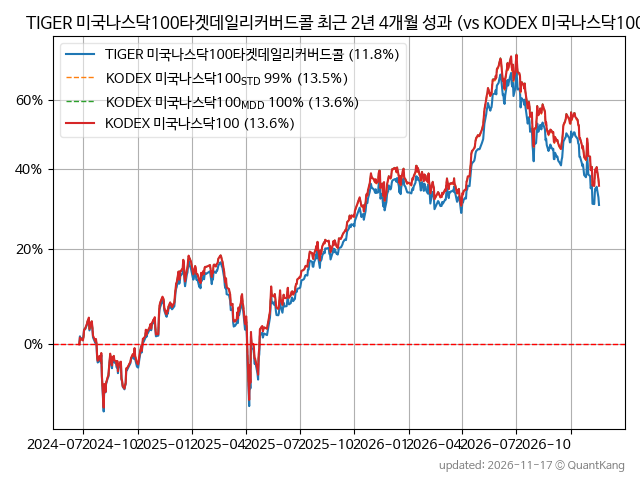 TIGER 미국나스닥100타겟데일리커버드콜 최근 2년 4개월 성과 (vs KODEX 미국나스닥100
TIGER 미국나스닥100타겟데일리커버드콜 (11.8%)
KODEX 미국나스닥100STD 99% (13.5%)
KODEX 미국나스닥100MDD 100% (13.6%)
KODEX 미국나스닥100 (13.6%)
60%
40%
20%
0%
2024-07 2024-10 2025-01 2025-04 2025-07 2025-10 2026-01 2026-04 2026-07 2026-10
updated: 2026-11-17 ⓒ QuantKang